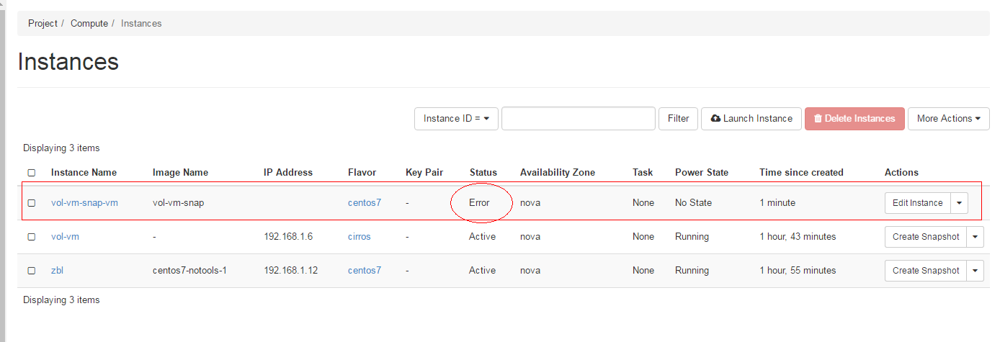 Project / Compute / Instances
Instances
Instance ID = Filter Launch Instance Delete Instances More Actions
Displaying 3 items
Instance Name Image Name IP Address Flavor Key Pair Status Availability Zone Task Power State Time since created Actions
vol-vm-snap-vm vol-vm-snap centos7 - Error nova None No State 1 minute Edit Instance
vol-vm - 192.168.1.6 cirros - Active nova None Running 1 hour, 43 minutes Create Snapshot
zbl centos7-notools-1 192.168.1.12 centos7 - Active nova None Running 1 hour, 55 minutes Create Snapshot
Displaying 3 items